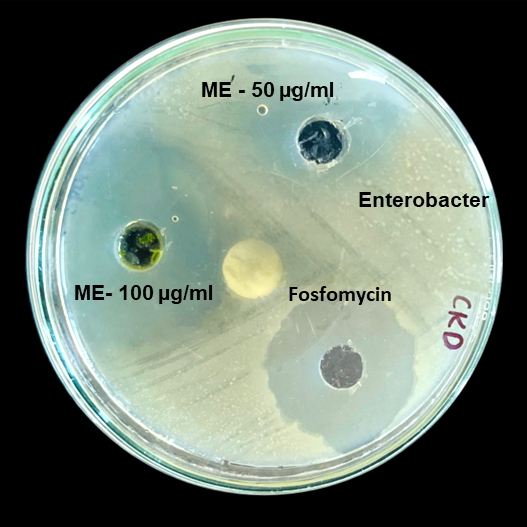 ME - 50 µg/ml
Enterobacter
ME- 100 µg/ml
Fosfomycin
CKD